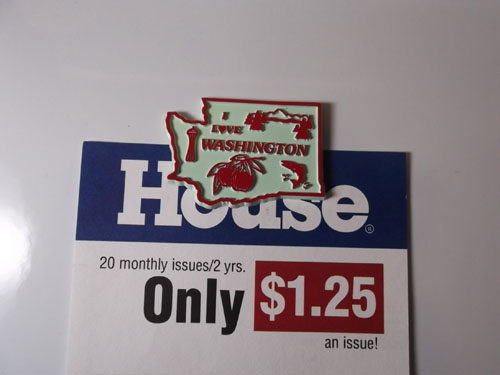 I
LOVE
WASHINGTON
House
20 monthly issues/2 yrs.
Only $1.25
an issue!